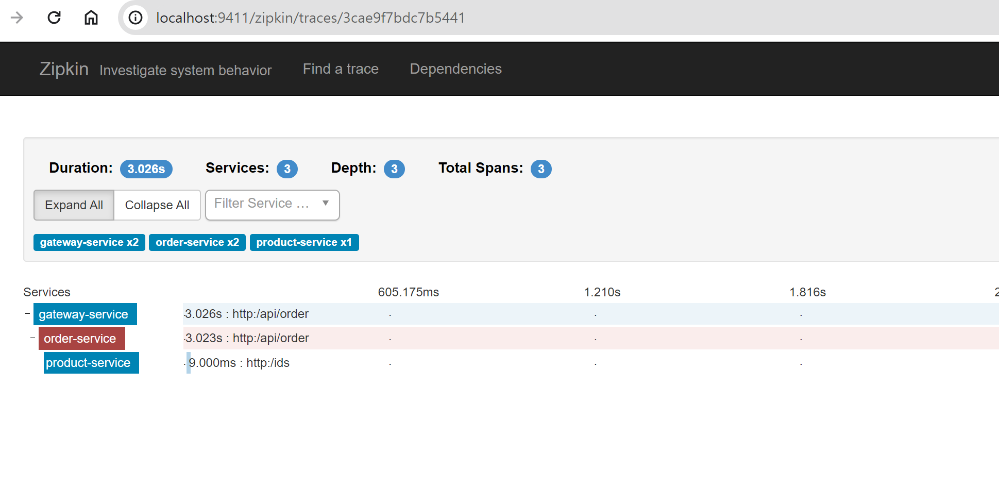 localhost:9411/zipkin/traces/3cae9f7bdc7b5441
Zipkin Investigate system behavior Find a trace Dependencies
Duration: 3.026s Services: 3 Depth: 3 Total Spans: 3
Expand All Collapse All Filter Service …
gateway-service x2 order-service x2 product-service x1
Services 605.175ms 1.210s 1.816s 2
− gateway-service 3.026s : http:/api/order
− order-service 3.023s : http:/api/order
product-service 9.000ms : http:/ids